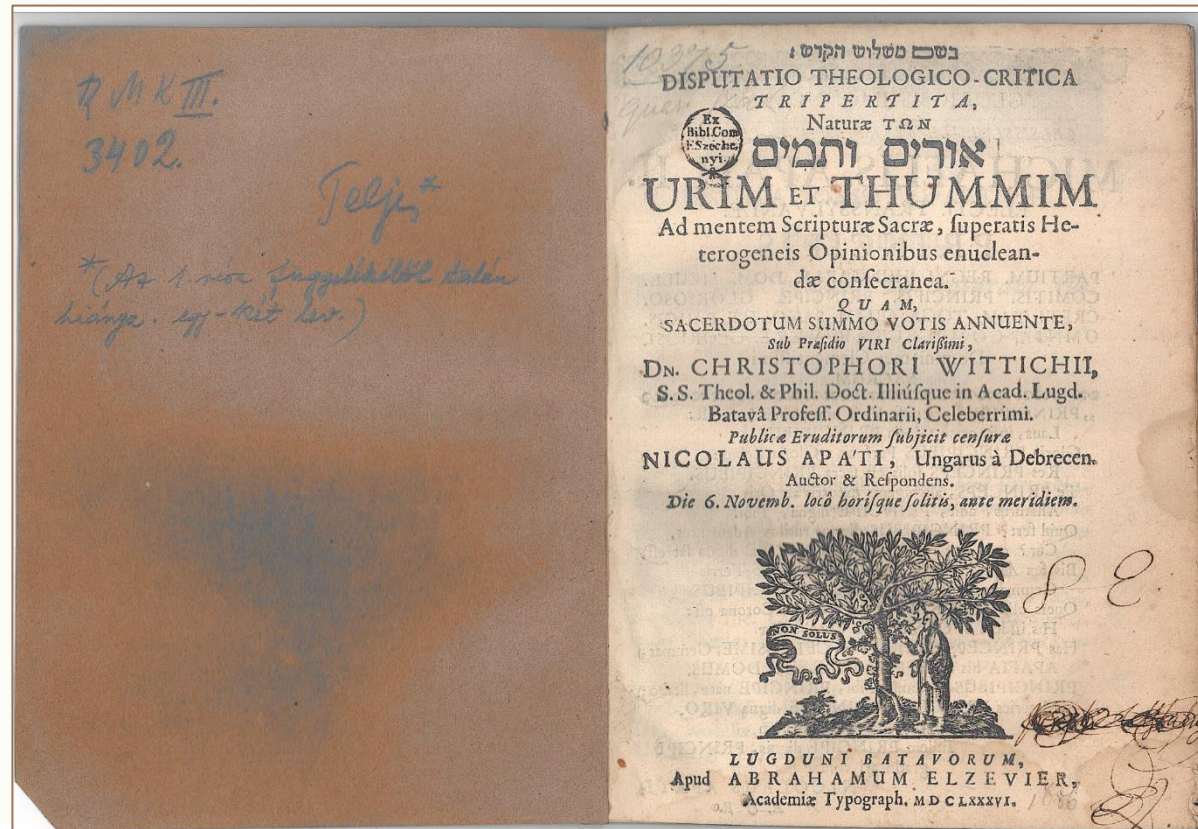 R M K III.
3402.
Teljes*
*(Az 1. rész függelékéből talán
hiányz. egy-két lev.)
10375
בשם משלוש הקדש :
DISPUTATIO THEOLOGICO-CRITICA
TRIPERTITA,
Naturæ ΤΩΝ
Ex
Bibl. Com
F. Széche
nyi
אורים ותמים
URIM ET THUMMIM
Ad mentem Scripturæ Sacræ, ſuperatis He-
terogeneis Opinionibus enuclean-
dæ conſecranea.
QUAM,
SACERDOTUM SUMMO VOTIS ANNUENTE,
Sub Præſidio VIRI Clarißimi,
DN. CHRISTOPHORI WITTICHII,
S. S. Theol. & Phil. Doct. Illiúſque in Acad. Lugd.
Batavâ Profeſſ. Ordinarii, Celeberrimi.
Publicæ Eruditorum ſubjicit cenſuræ
NICOLAUS APATI, Ungarus à Debrecen.
Auctor & Reſpondens.
Die 6. Novemb. locô horíſque ſolitis, ante meridiem.
NON SOLUS
LUGDUNI BATAVORUM,
Apud ABRAHAMUM ELZEVIER,
Academiæ Typograph. MDCLXXXVI.